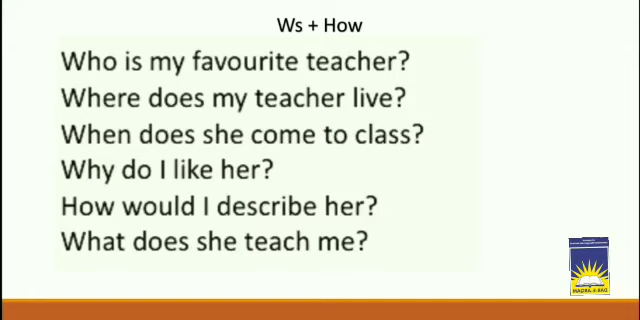 Ws + How
Who is my favourite teacher?
Where does my teacher live?
When does she come to class?
Why do I like her?
How would I describe her?
What does she teach me?